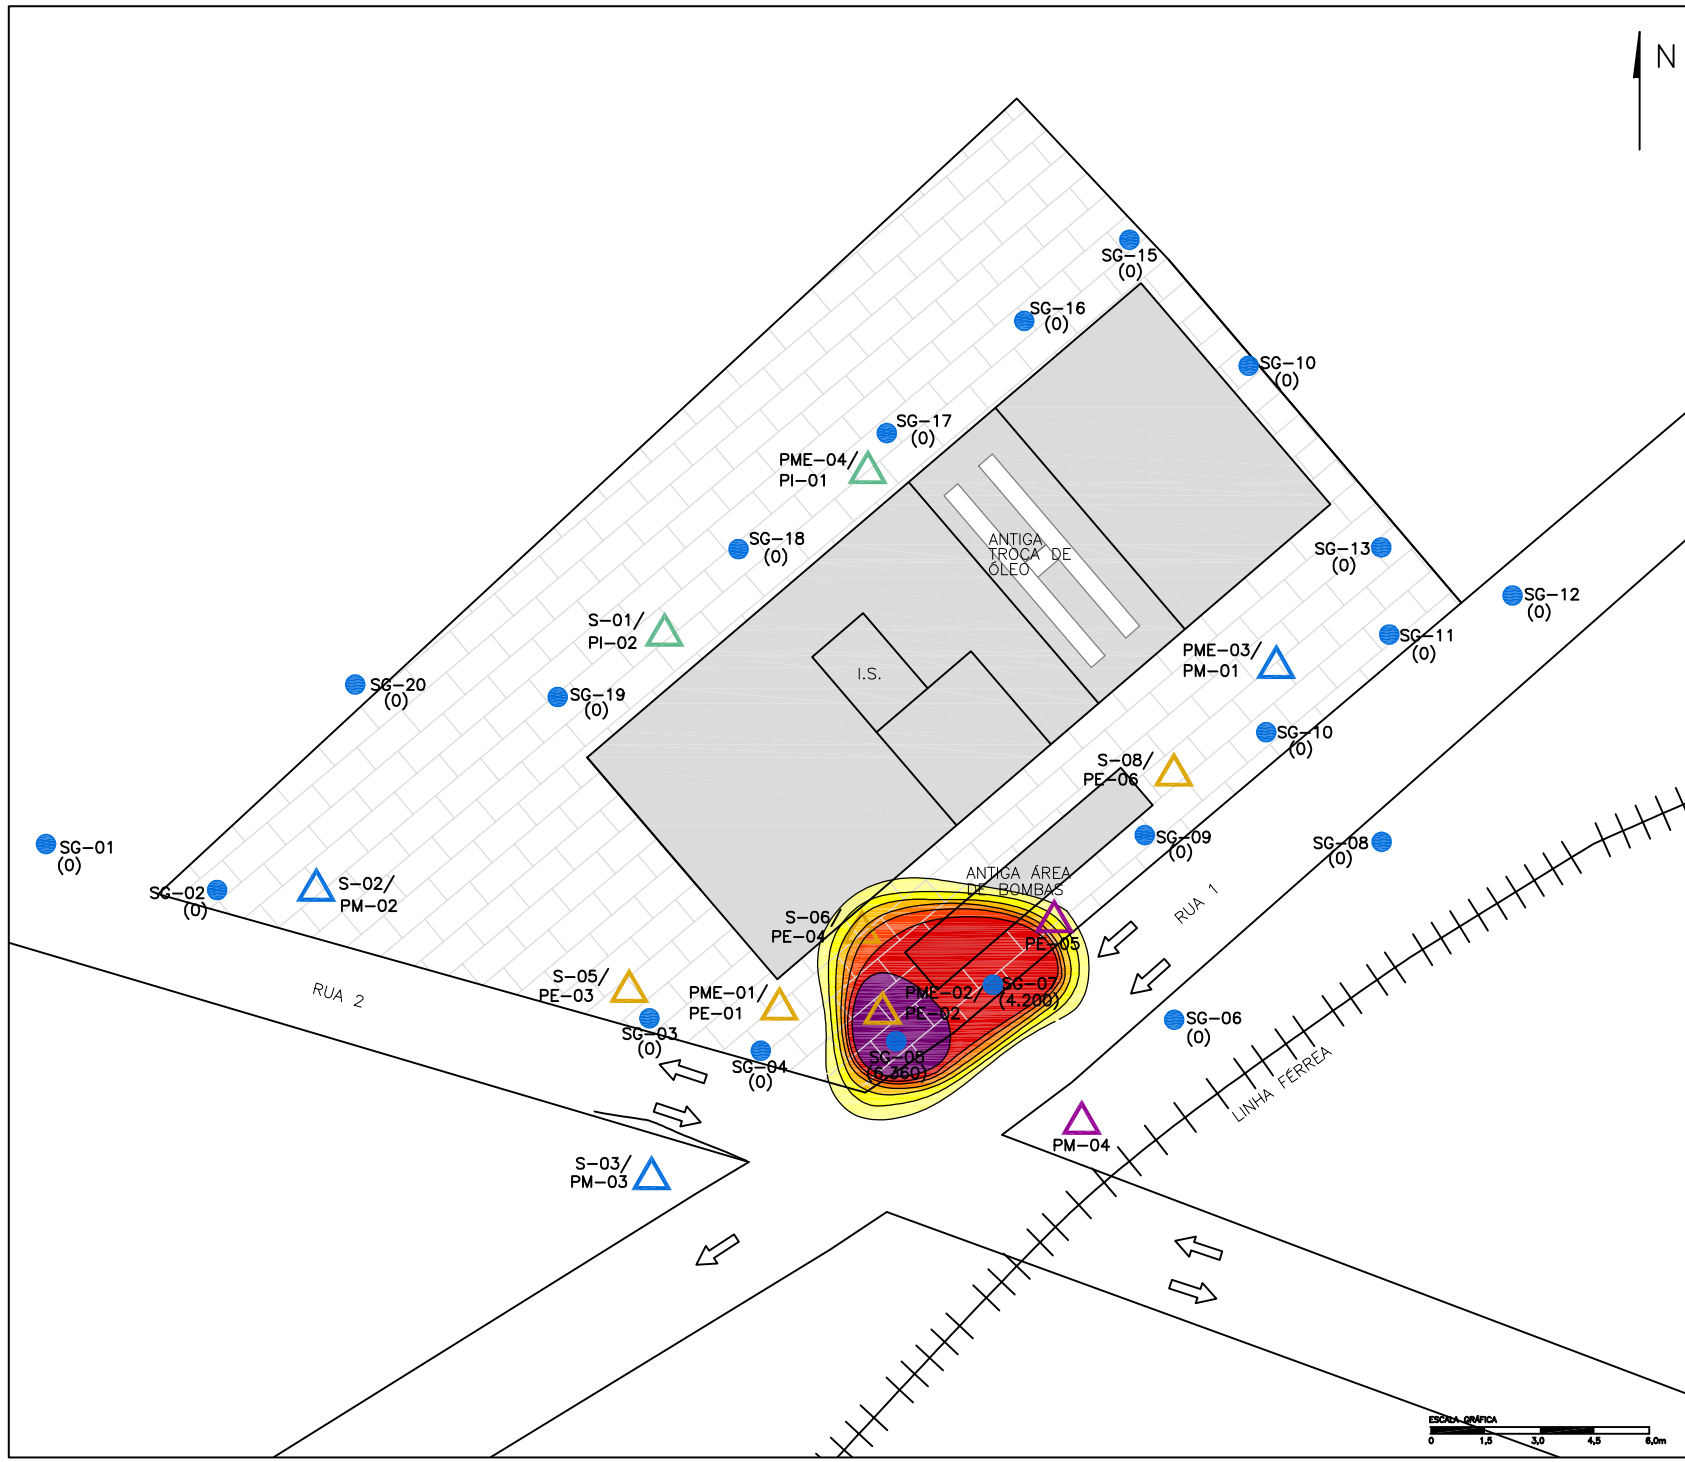 N
SG-15
(0)
SG-16
(0)
SG-10
(0)
SG-17
(0)
PME-04/
PI-01
SG-18
(0)
ANTIGA
TROCA DE
ÓLEO
SG-13
(0)
SG-12
(0)
S-01/
PI-02
SG-11
(0)
PME-03/
PM-01
I.S.
SG-20
(0)
SG-19
(0)
SG-10
(0)
S-08/
PE-06
SG-01
(0)
SG-09
(0)
SG-08
(0)
SG-02
(0)
S-02/
PM-02
ANTIGA ÁREA
DE BOMBAS
RUA 1
S-06/
PE-04
PE-05
RUA 2
S-05/
PE-03
PME-01/
PE-01
PME-02/
PE-02
SG-07
(4.200)
SG-03
(0)
SG-04
(0)
SG-05
(6.360)
SG-06
(0)
LINHA FÉRREA
PM-04
S-03/
PM-03
ESCALA GRÁFICA
0 1,5 3,0 4,5 6,0m